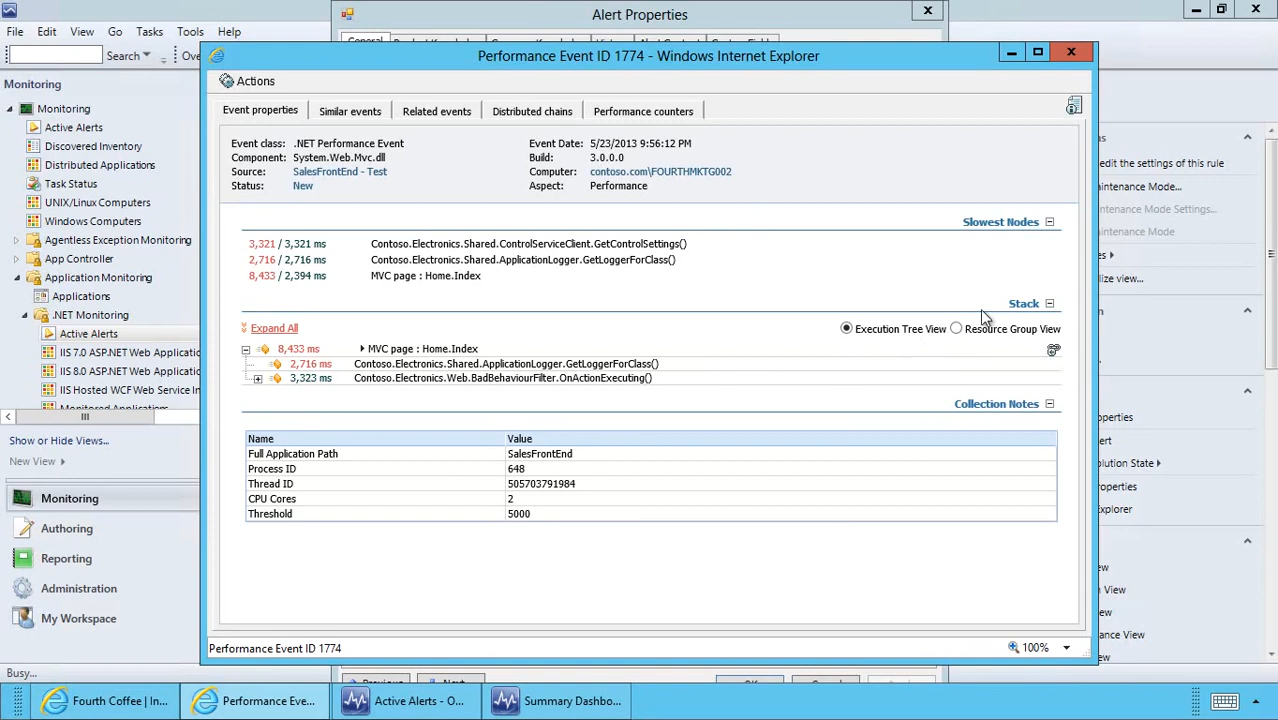 Alert Properties
File View Go Tasks Tools Help
Search
Performance Event ID 1774 - Windows Internet Explorer
Actions
Event properties Similar events Related events Distributed chains Performance counters
Event class: .NET Performance Event
Component: System.Web.Mvc.dll
Source: SalesFrontEnd - Test
Status: New
Event Date: 5/23/2013 9:56:12 PM
Build: 3.0.0.0
Computer: contoso.com\FOURTHMKTG002
Aspect: Performance
Slowest Nodes
3,321 / 3,321 ms Contoso.Electronics.Shared.ControlServiceClient.GetControlSettings()
2,716 / 2,716 ms Contoso.Electronics.Shared.ApplicationLogger.GetLoggerForClass()
8,433 / 2,394 ms MVC page : Home.Index
Stack
Expand All
Execution Tree View Resource Group View
8,433 ms MVC page : Home.Index
2,716 ms Contoso.Electronics.Shared.ApplicationLogger.GetLoggerForClass()
3,323 ms Contoso.Electronics.Web.BadBehaviourFilter.OnActionExecuting()
Collection Notes
Name Value
Full Application Path SalesFrontEnd
Process ID 648
Thread ID 505703791984
CPU Cores 2
Threshold 5000
Performance Event ID 1774
100%
Monitoring
Monitoring
Active Alerts
Discovered Inventory
Distributed Applications
Task Status
UNIX/Linux Computers
Windows Computers
Agentless Exception Monitoring
App Controller
Application Monitoring
Applications
.NET Monitoring
Active Alerts
IIS 7.0 ASP.NET Web Application
IIS 8.0 ASP.NET Web Application
IIS Hosted WCF Web Service In
Monitored Applications
Show or Hide Views...
New View
Monitoring
Authoring
Reporting
Administration
My Workspace
Busy...
edit the settings of this rule
aintenance Mode...
aintenance Mode Settings...
aintenance Mode
alize view...
roperties
ert
olution State
roperties
xplorer
n View
ance View
Fourth Coffee | In... Performance Eve... Active Alerts - O... Summary Dashbo...